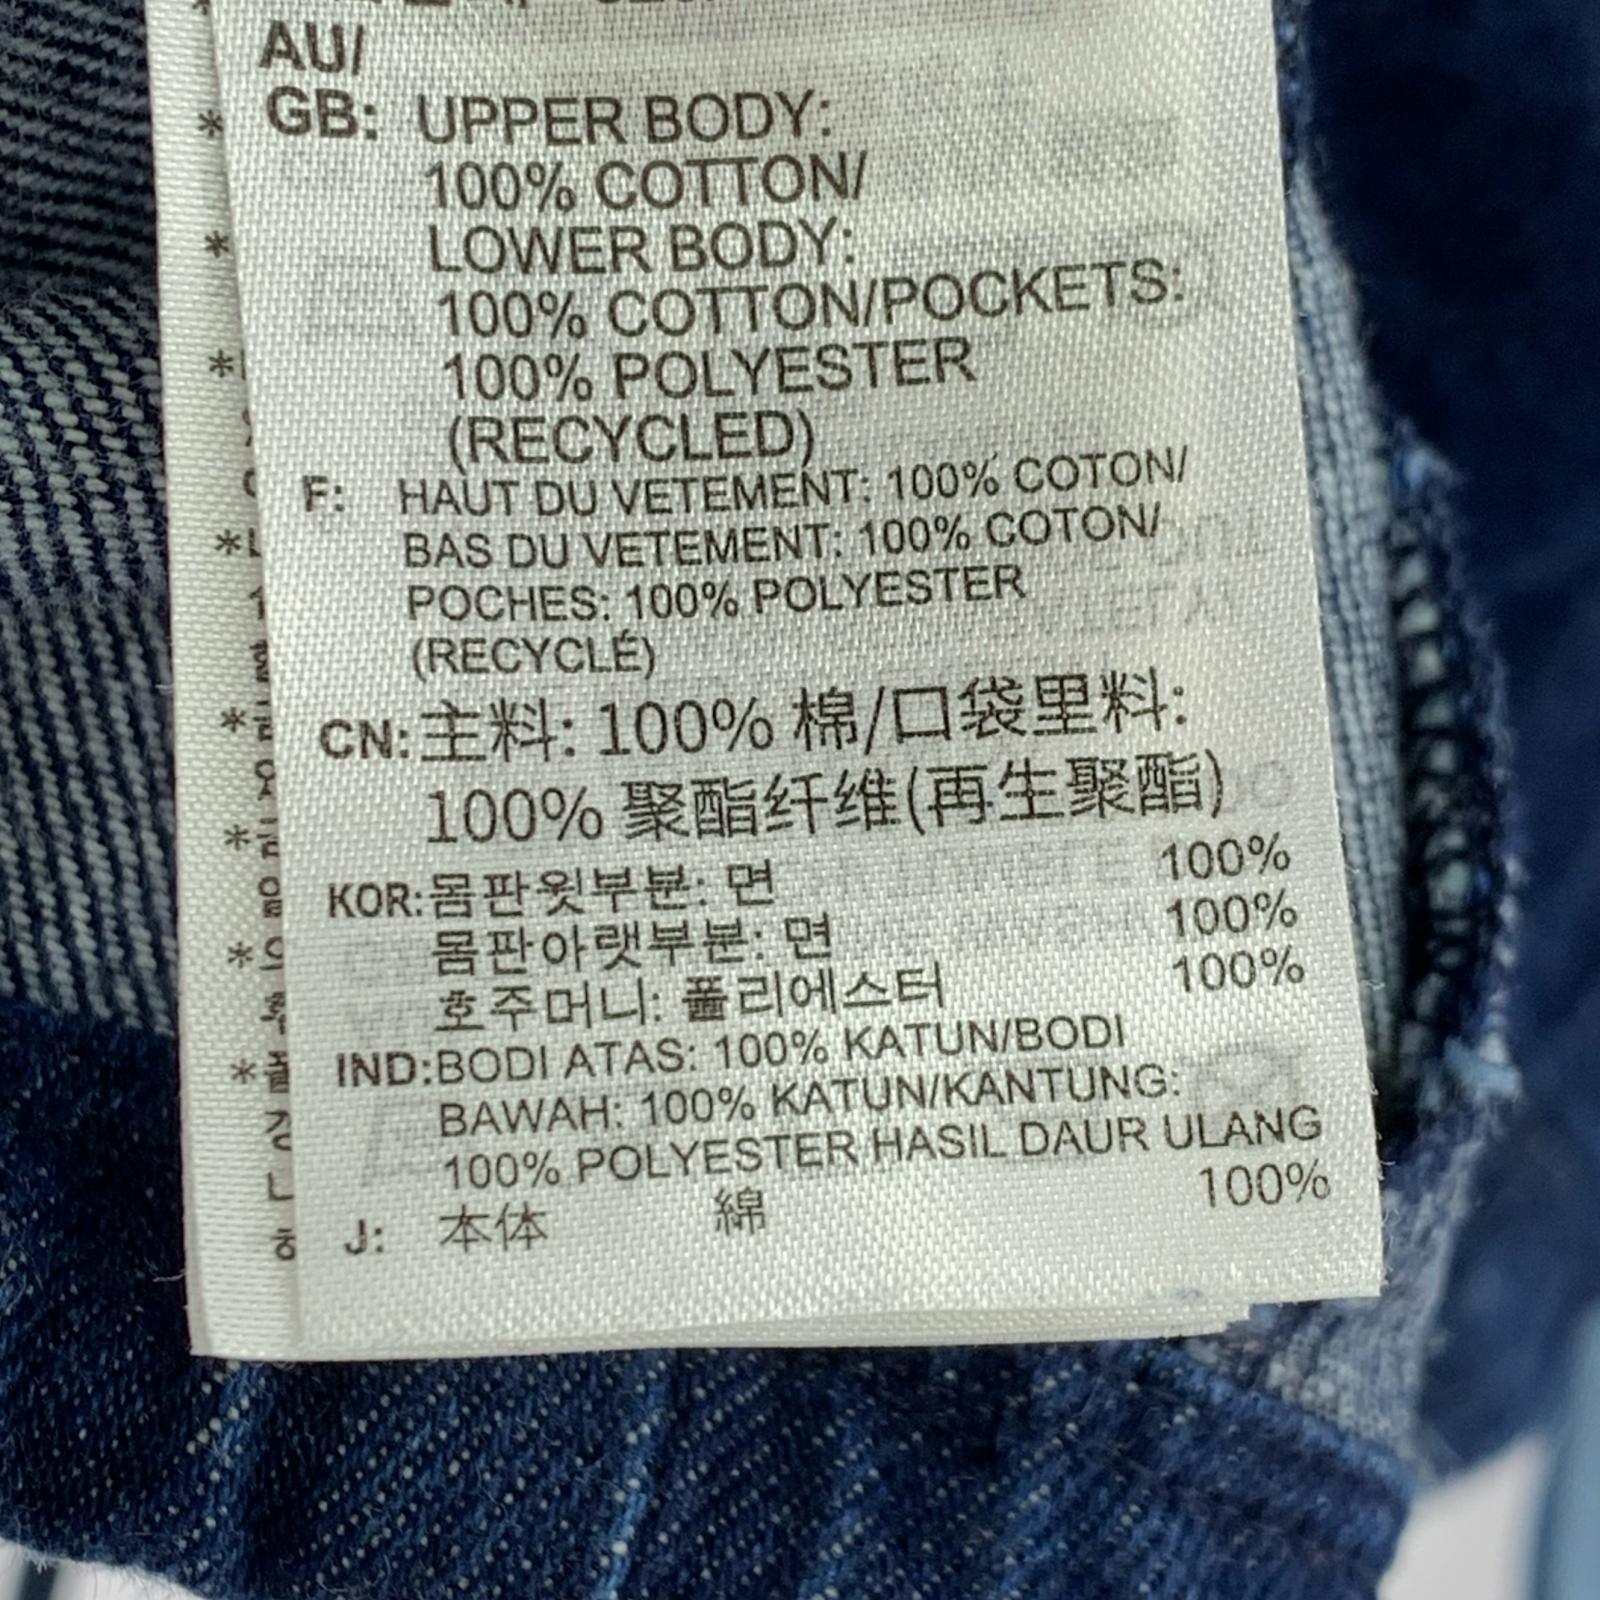 AU/
GB: UPPER BODY:
100% COTTON/
LOWER BODY:
100% COTTON/POCKETS:
100% POLYESTER
(RECYCLED)
F: HAUT DU VETEMENT: 100% COTON/
BAS DU VETEMENT: 100% COTON/
POCHES: 100% POLYESTER
(RECYCLÉ)
CN: 主料: 100% 棉/口袋里料:
100% 聚酯纤维(再生聚酯)
KOR: 몸판윗부분: 면 100%
몸판아랫부분: 면 100%
호주머니: 폴리에스터 100%
IND: BODI ATAS: 100% KATUN/BODI
BAWAH: 100% KATUN/KANTUNG:
100% POLYESTER HASIL DAUR ULANG
J: 本体 綿 100%